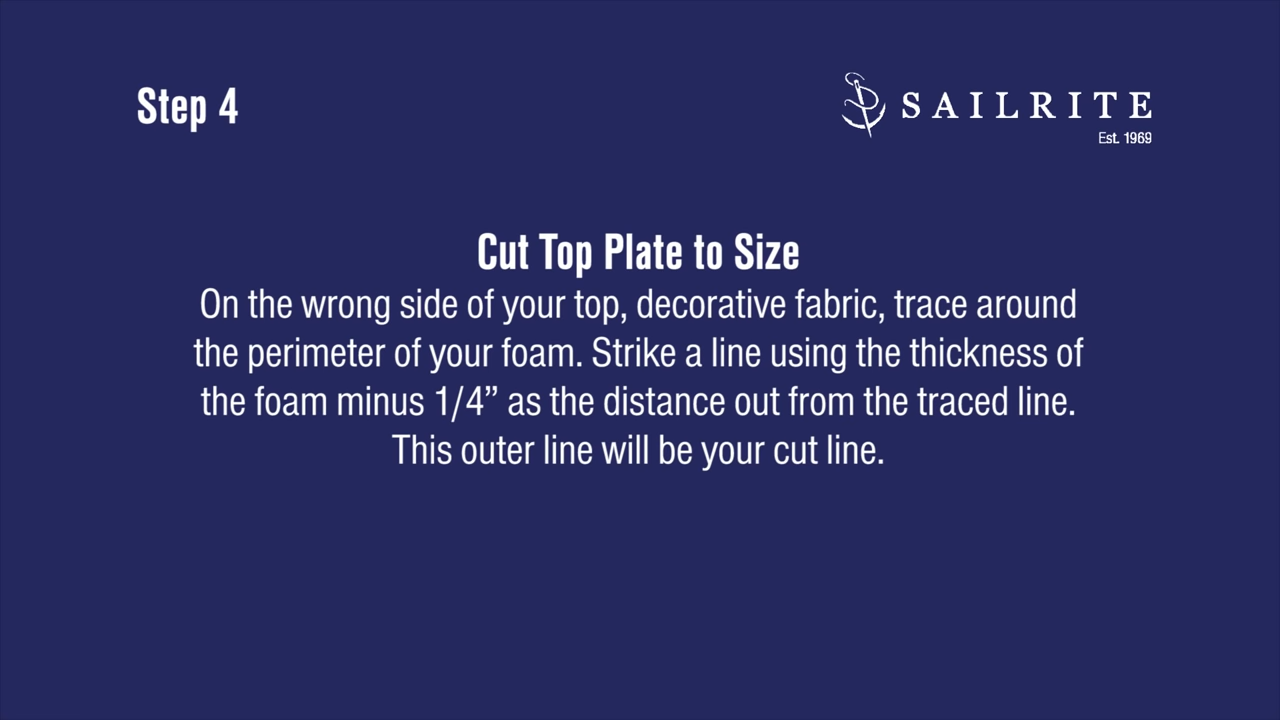 Step 4
SAILRITE
Est. 1969
Cut Top Plate to Size
On the wrong side of your top, decorative fabric, trace around
the perimeter of your foam. Strike a line using the thickness of
the foam minus 1/4” as the distance out from the traced line.
This outer line will be your cut line.